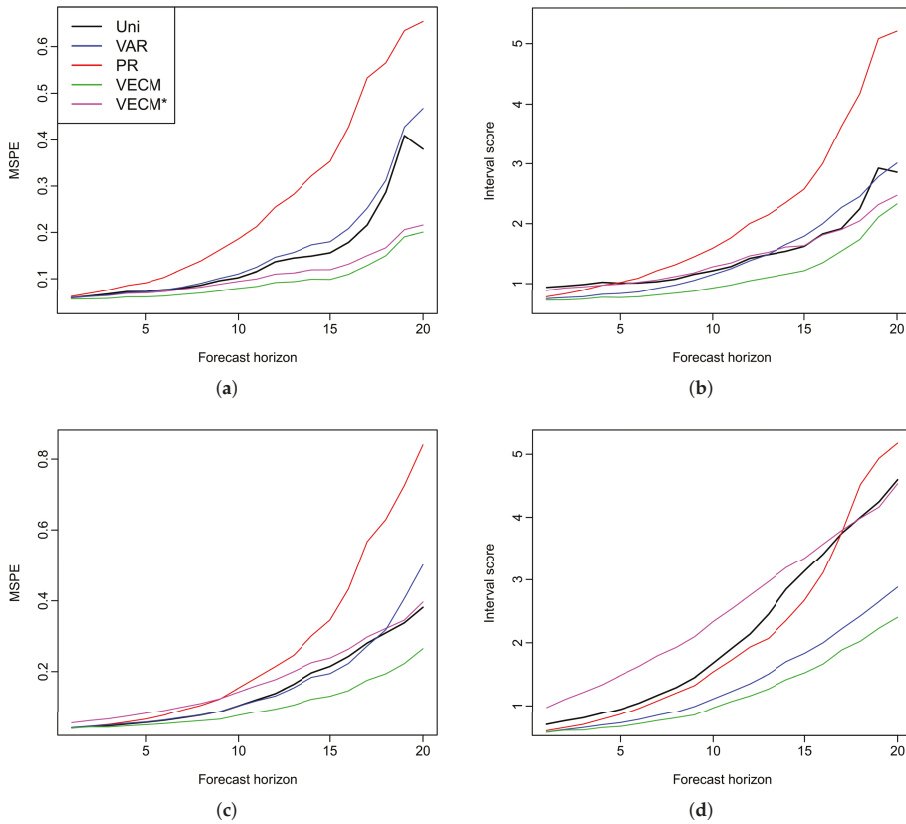 Uni
VAR
PR
VECM
VECM*
MSPE
0.1 0.2 0.3 0.4 0.5 0.6
5 10 15 20
Forecast horizon
(a)
Interval score
1 2 3 4 5
5 10 15 20
Forecast horizon
(b)
MSPE
0.2 0.4 0.6 0.8
5 10 15 20
Forecast horizon
(c)
Interval score
1 2 3 4 5
5 10 15 20
Forecast horizon
(d)